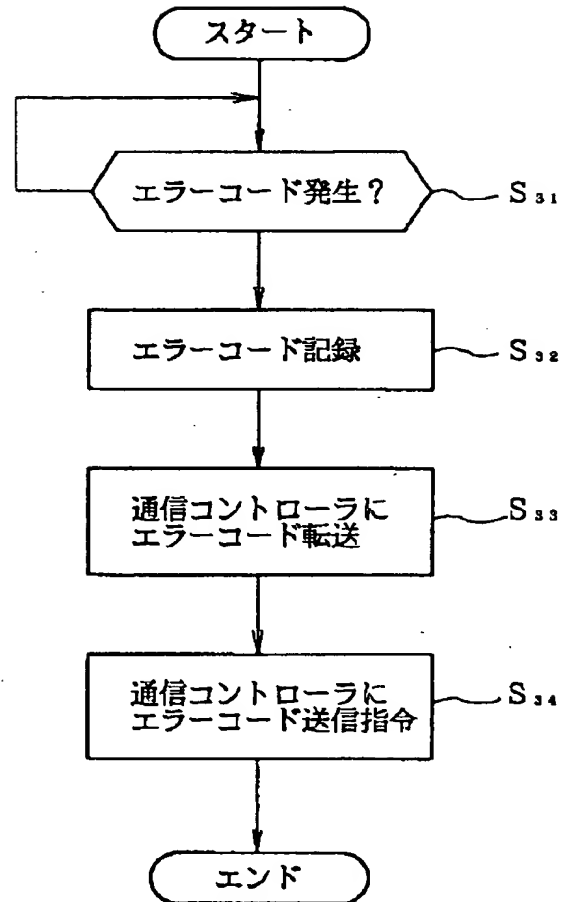 スタート
エラーコード発生？
S₃₁
エラーコード記録
S₃₂
通信コントローラに
エラーコード転送
S₃₃
通信コントローラに
エラーコード送信指令
S₃₄
エンド